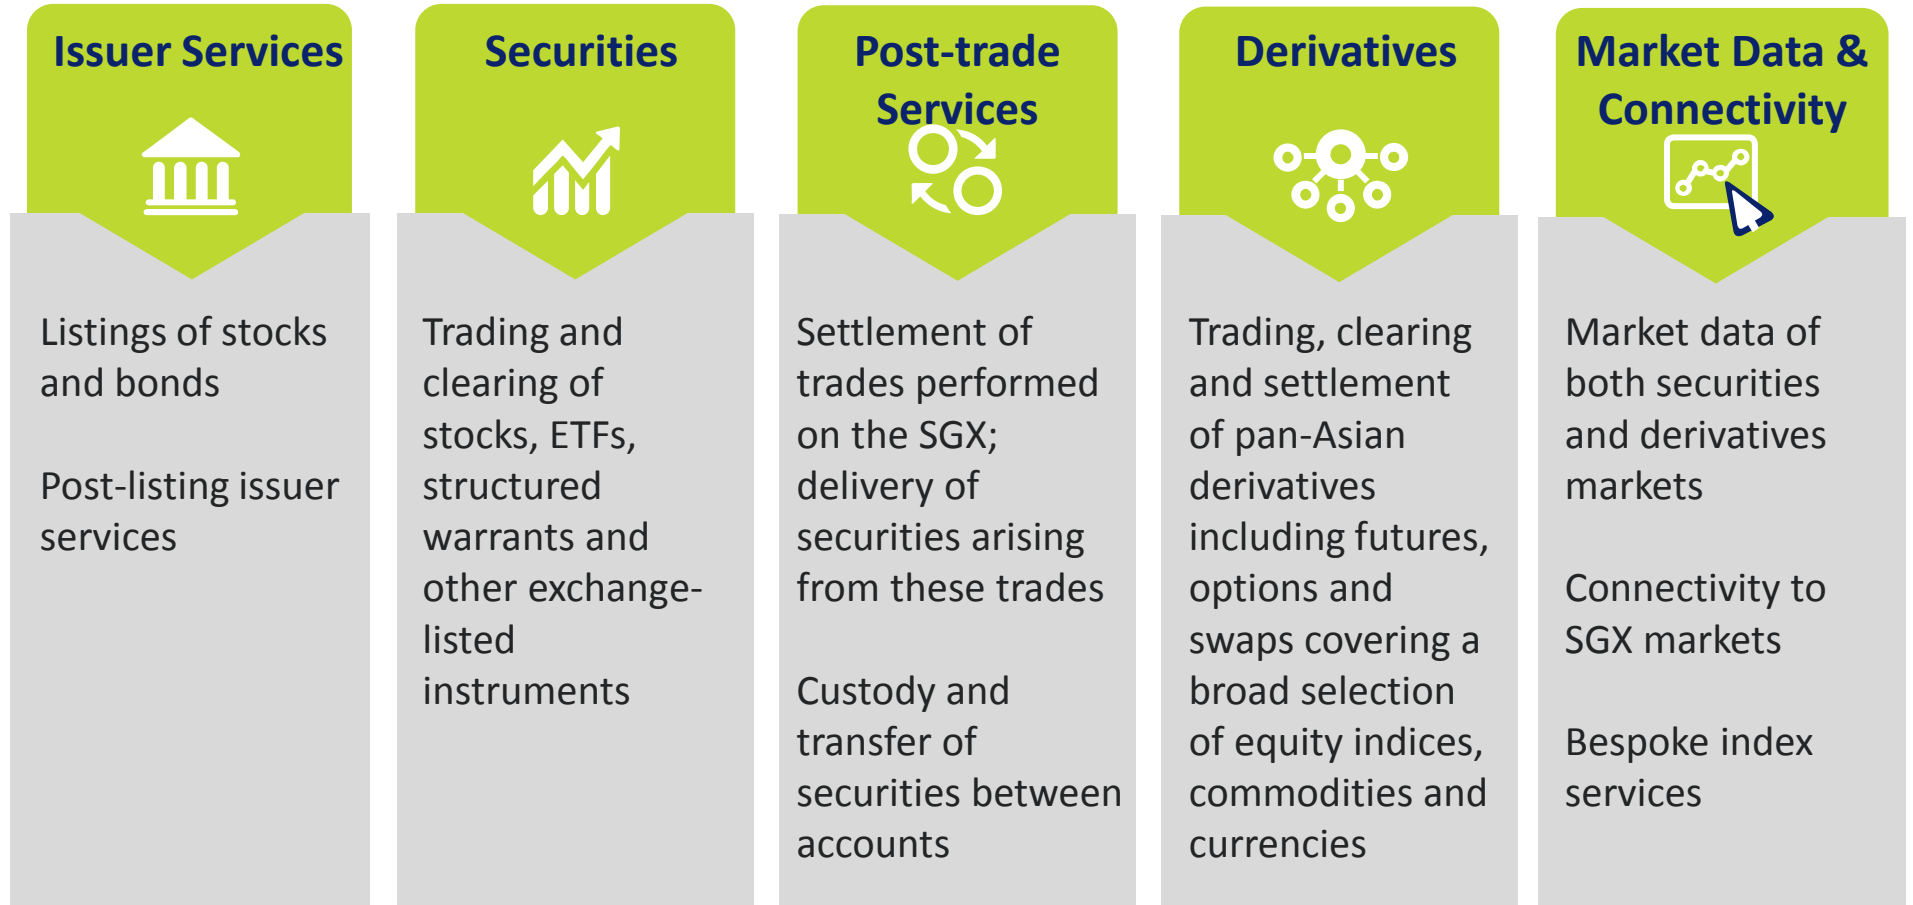 Issuer Services
Listings of stocks
and bonds
Post-listing issuer
services
Securities
Trading and
clearing of
stocks, ETFs,
structured
warrants and
other exchange-
listed
instruments
Post-trade
Services
Settlement of
trades performed
on the SGX;
delivery of
securities arising
from these trades
Custody and
transfer of
securities between
accounts
Derivatives
Trading, clearing
and settlement
of pan-Asian
derivatives
including futures,
options and
swaps covering a
broad selection
of equity indices,
commodities and
currencies
Market Data &
Connectivity
Market data of
both securities
and derivatives
markets
Connectivity to
SGX markets
Bespoke index
services